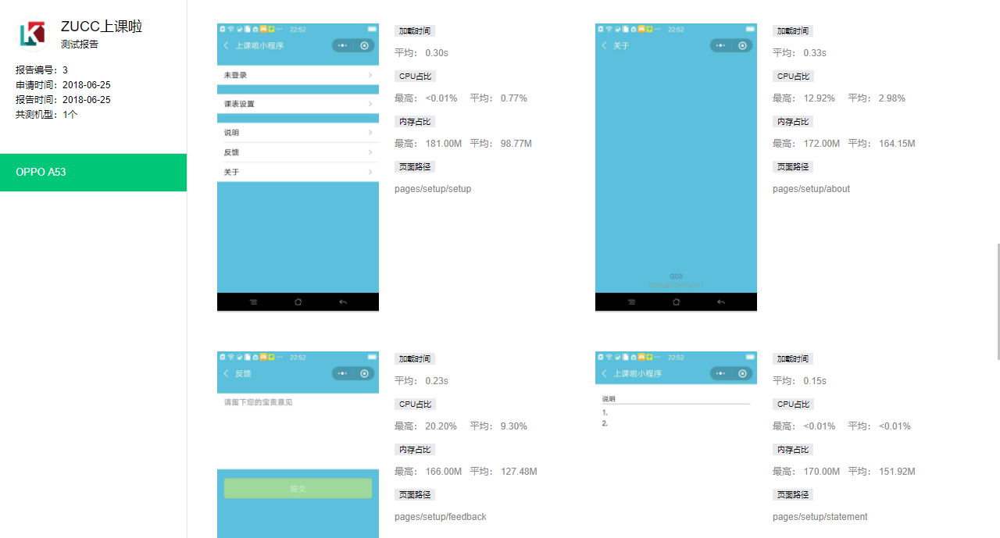 ZUCC上课啦
测试报告
报告编号：3
申请时间：2018-06-25
报告时间：2018-06-25
共测机型：1个
OPPO A53
22:52
上课啦小程序
未登录
课表设置
说明
反馈
关于
加载时间
平均： 0.30s
CPU占比
最高： <0.01% 平均： 0.77%
内存占比
最高： 181.00M 平均： 98.77M
页面路径
pages/setup/setup
22:52
关于
G03
加载时间
平均： 0.33s
CPU占比
最高： 12.92% 平均： 2.98%
内存占比
最高： 172.00M 平均： 164.15M
页面路径
pages/setup/about
22:52
反馈
请留下您的宝贵意见
提交
加载时间
平均： 0.23s
CPU占比
最高： 20.20% 平均： 9.30%
内存占比
最高： 166.00M 平均： 127.48M
页面路径
pages/setup/feedback
22:52
上课啦小程序
说明
1.
2.
加载时间
平均： 0.15s
CPU占比
最高： <0.01% 平均： <0.01%
内存占比
最高： 170.00M 平均： 151.92M
页面路径
pages/setup/statement